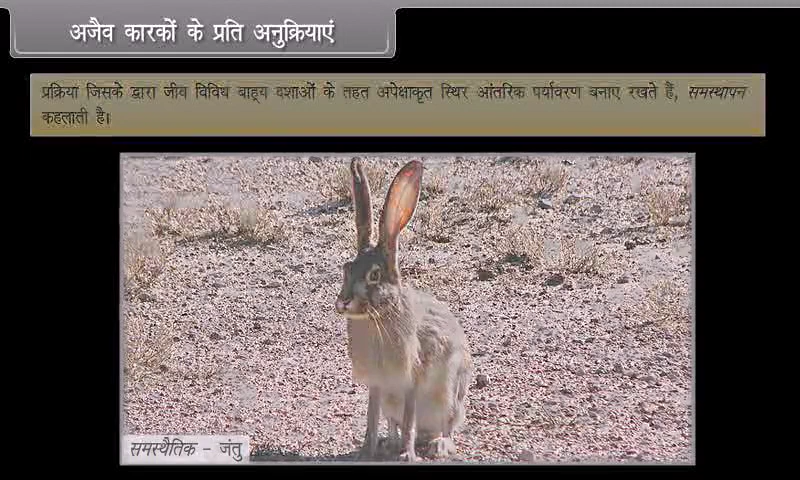 अजैव कारकों के प्रति अनुक्रियाएं
प्रक्रिया जिसके द्वारा जीव विविध बाह्य दशाओं के तहत अपेक्षाकृत स्थिर आंतरिक पर्यावरण बनाए रखते हैं, समस्थापन
कहलाती है।
समस्थैतिक - जंतु